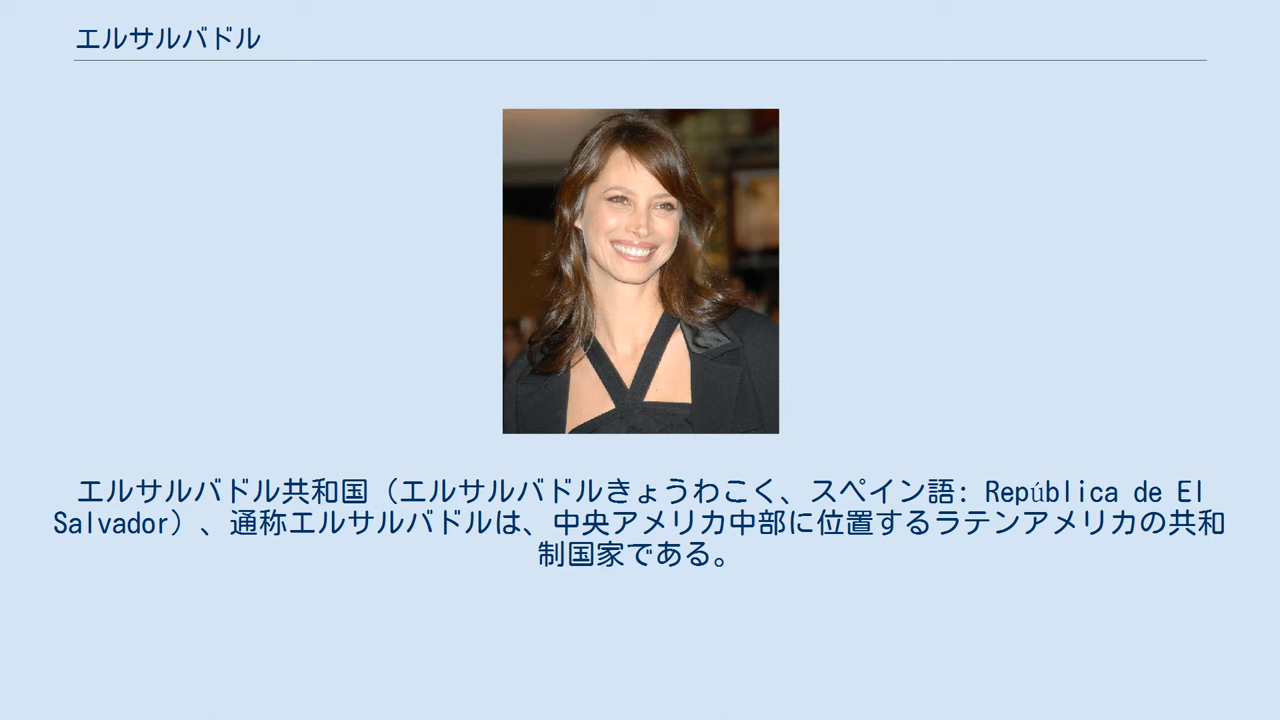 エルサルバドル
エルサルバドル共和国（エルサルバドルきょうわこく、スペイン語: República de El
Salvador）、通称エルサルバドルは、中央アメリカ中部に位置するラテンアメリカの共和
制国家である。